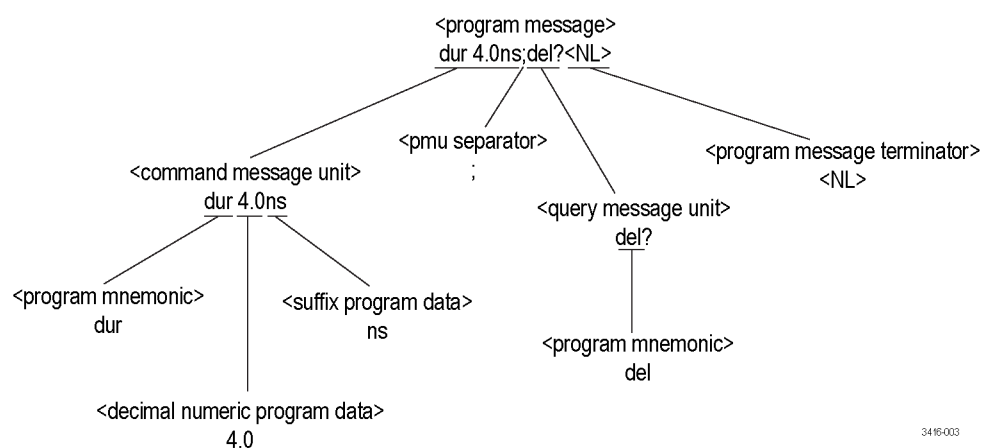 <program message>
dur 4.0ns;del?<NL>
<pmu separator>
;
<program message terminator>
<NL>
<command message unit>
dur 4.0ns
<query message unit>
del?
<program mnemonic>
dur
<suffix program data>
ns
<program mnemonic>
del
<decimal numeric program data>
4.0
3416-003